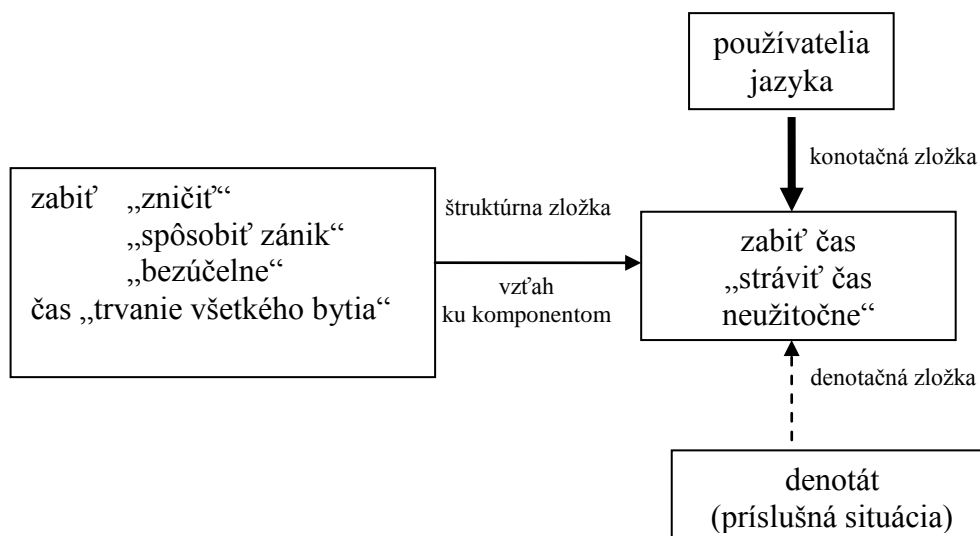 používatelia
jazyka
konotačná zložka
zabiť „zničiť“
„spôsobiť zánik“
„bezúčelne“
čas „trvanie všetkého bytia“
štruktúrna zložka
vzťah
ku komponentom
zabiť čas
„stráviť čas
neužitočne“
denotačná zložka
denotát
(príslušná situácia)